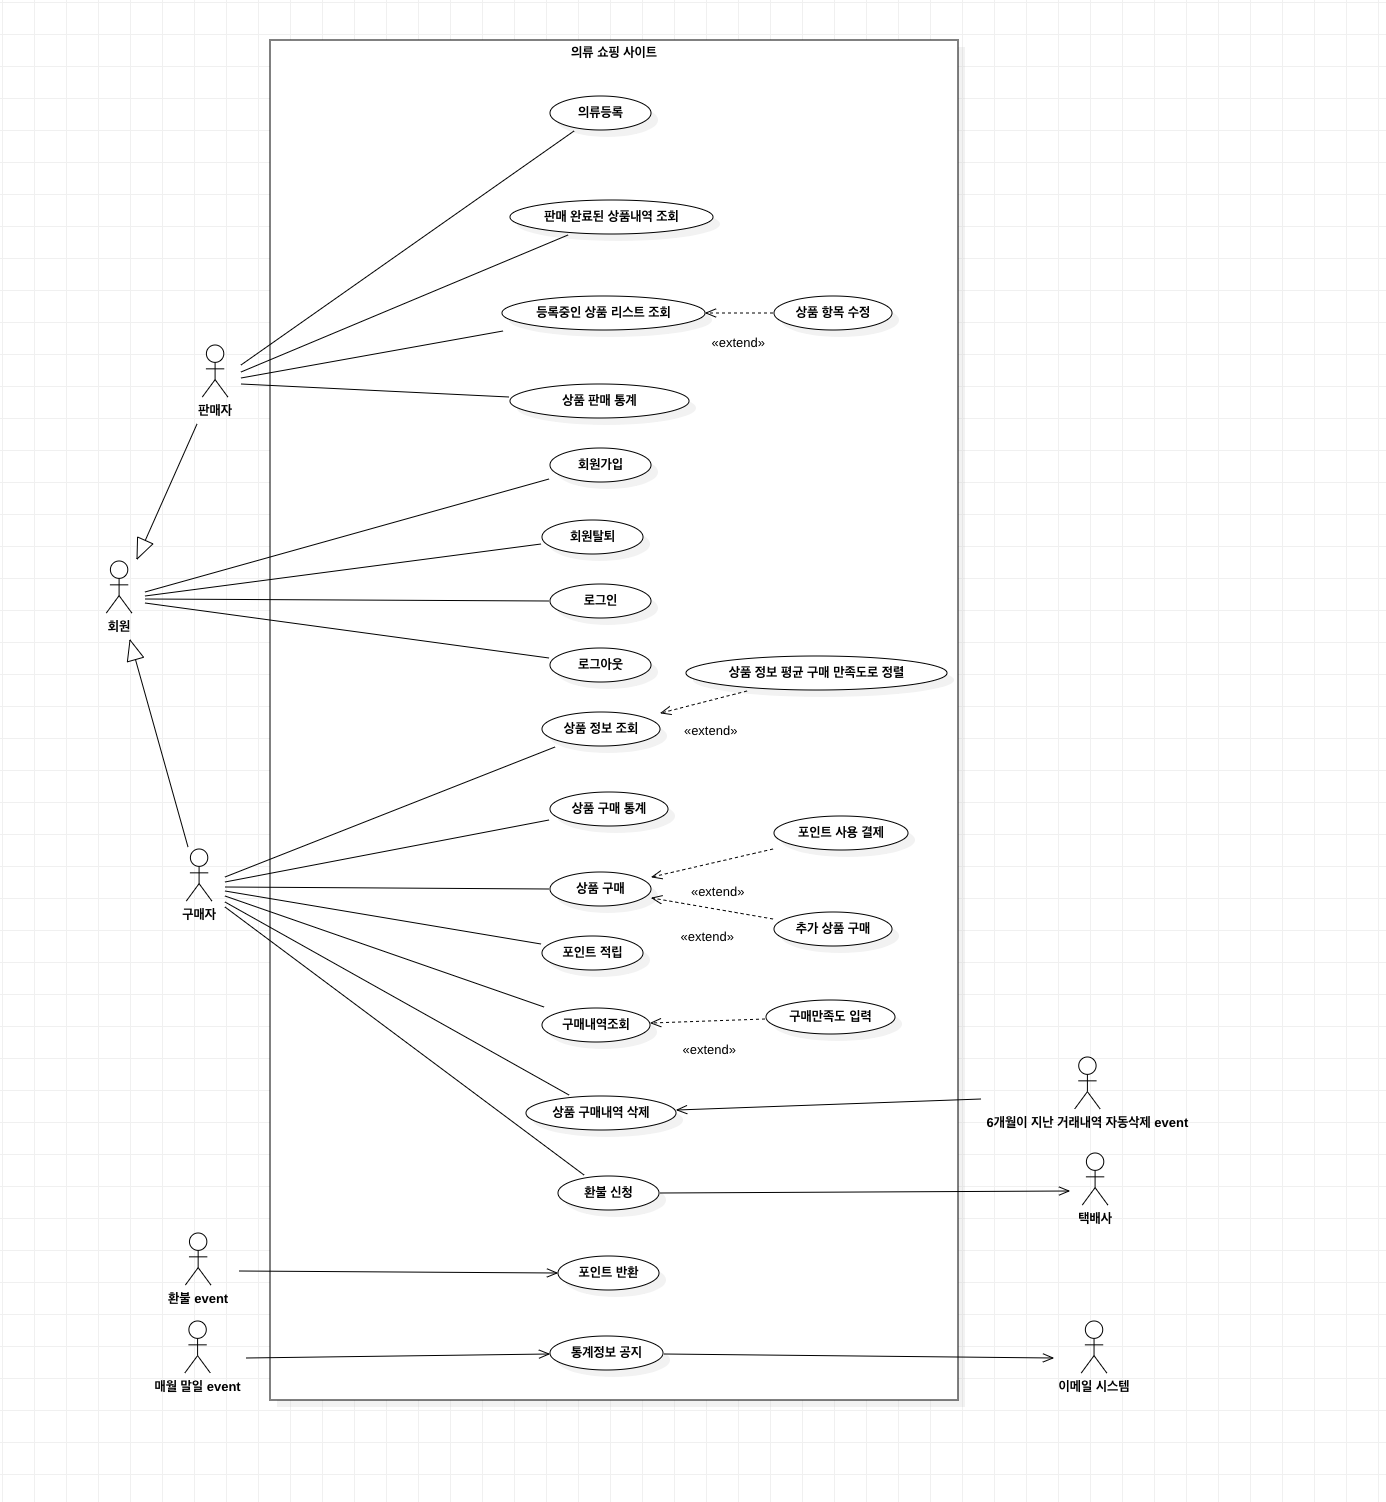 의류 쇼핑 사이트
의류등록
판매 완료된 상품내역 조회
등록중인 상품 리스트 조회
상품 항목 수정
«extend»
상품 판매 통계
판매자
회원가입
회원탈퇴
로그인
회원
로그아웃
상품 정보 평균 구매 만족도로 정렬
상품 정보 조회
«extend»
상품 구매 통계
포인트 사용 결제
상품 구매
«extend»
구매자
추가 상품 구매
«extend»
포인트 적립
구매내역조회
구매만족도 입력
«extend»
상품 구매내역 삭제
6개월이 지난 거래내역 자동삭제 event
환불 신청
택배사
포인트 반환
환불 event
통계정보 공지
매월 말일 event
이메일 시스템